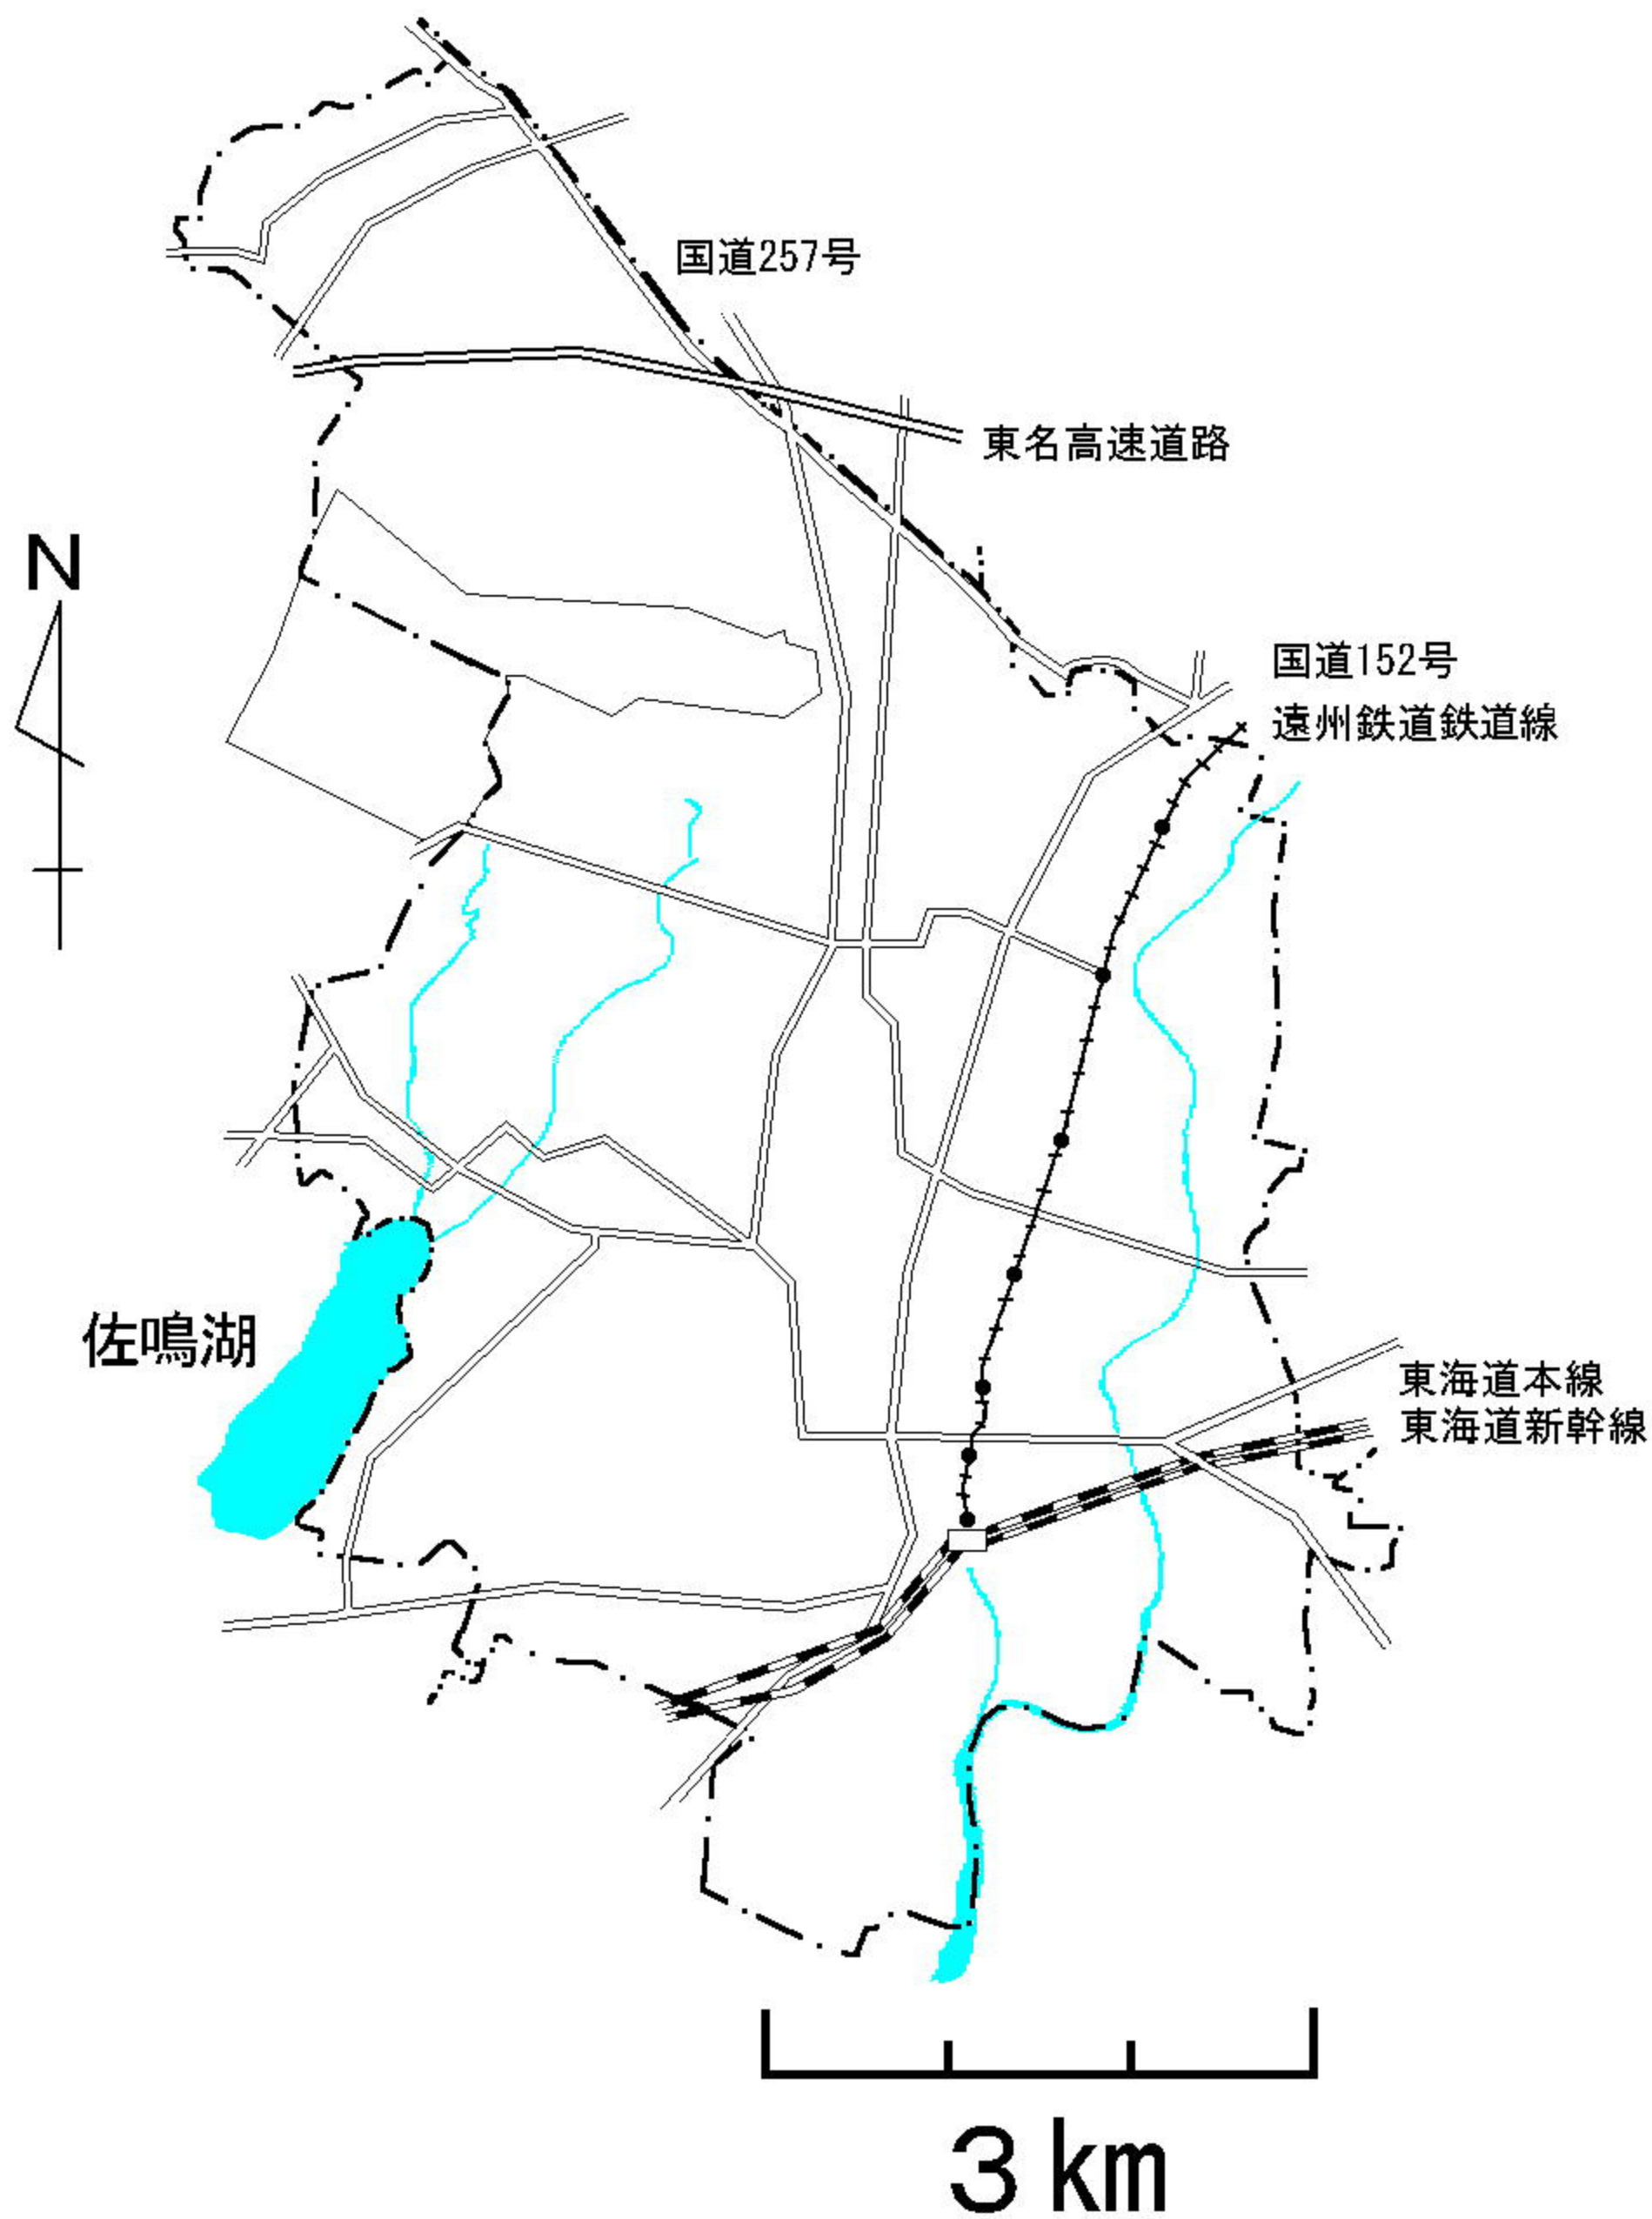 国道257号
東名高速道路
N
国道152号
遠州鉄道鉄道線
佐鳴湖
東海道本線
東海道新幹線
3km